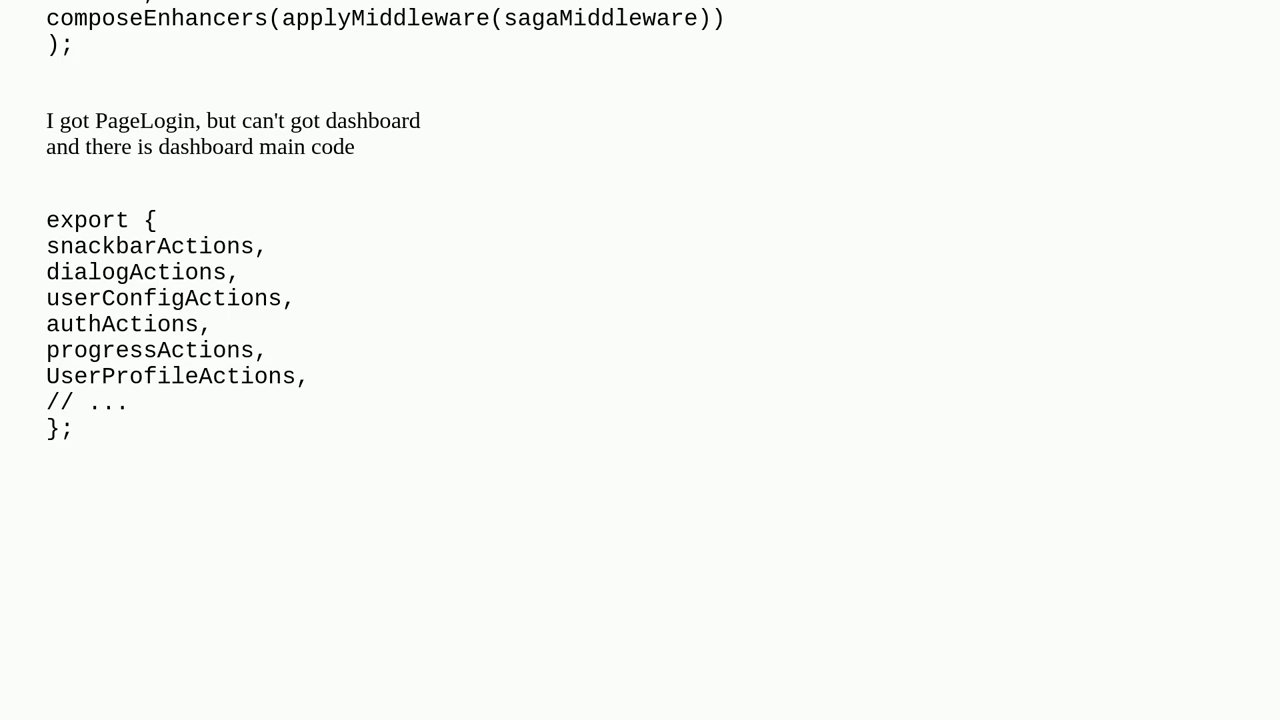 composeEnhancers(applyMiddleware(sagaMiddleware))
);
I got PageLogin, but can't got dashboard
and there is dashboard main code
export {
snackbarActions,
dialogActions,
userConfigActions,
authActions,
progressActions,
UserProfileActions,
// ...
};